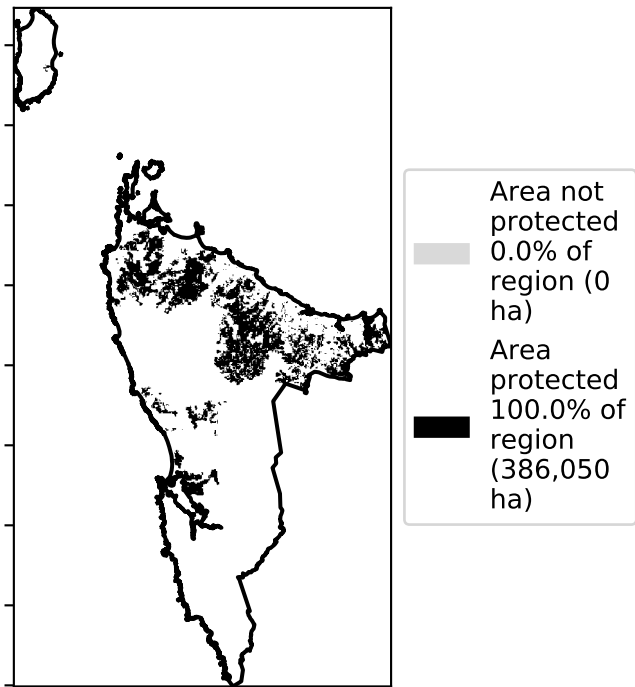 Area not
protected
0.0% of
region (0
ha)
Area
protected
100.0% of
region
(386,050
ha)